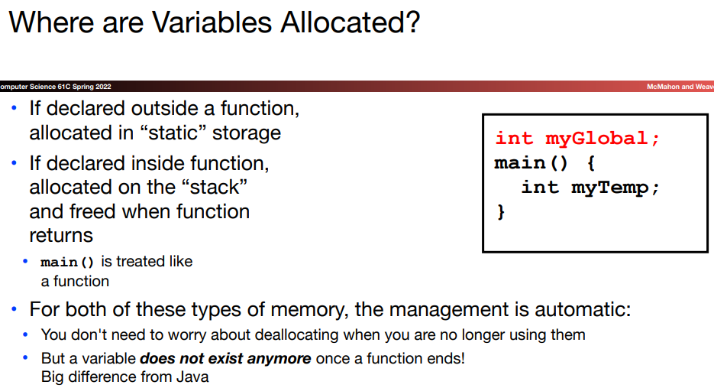 Where are Variables Allocated?
omputer Science 61C Spring 2022
McMahon and Weav
• If declared outside a function,
allocated in “static” storage
• If declared inside function,
allocated on the “stack”
and freed when function
returns
• main() is treated like
a function
• For both of these types of memory, the management is automatic:
• You don't need to worry about deallocating when you are no longer using them
• But a variable does not exist anymore once a function ends!
Big difference from Java
int myGlobal;
main() {
int myTemp;
}